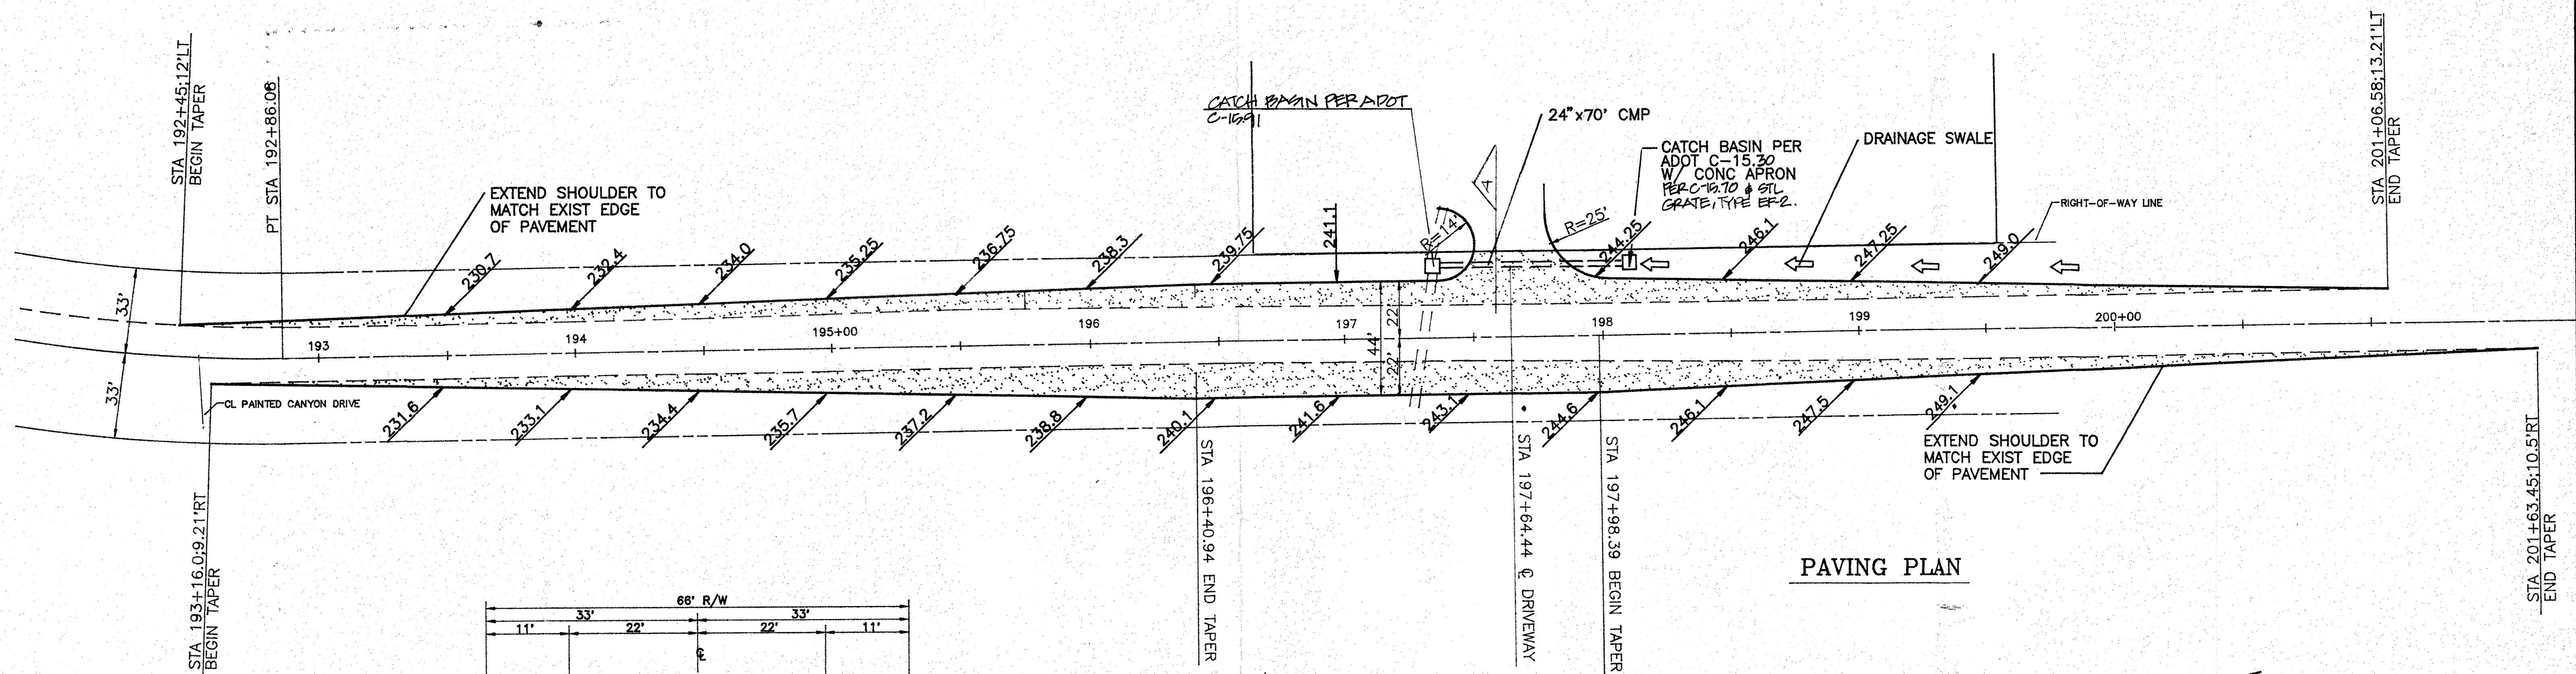 STA 192+45;12'LT
BEGIN TAPER
PT STA 192+86.08
EXTEND SHOULDER TO
MATCH EXIST EDGE
OF PAVEMENT
CATCH BASIN PER ADOT
C-15.91
24"x70' CMP
CATCH BASIN PER
ADOT C-15.30
W/ CONC APRON
PER C-15.70 & STL
GRATE, TYPE EF-2.
DRAINAGE SWALE
RIGHT-OF-WAY LINE
STA 201+06.58;13.21'LT
END TAPER
A
R=14'
R=25'
230.7
232.4
234.0
235.25
236.75
238.3
239.75
241.1
244.25
246.1
247.25
249.0
33'
33'
193
194
195+00
196
197
198
199
200+00
22'
44'
22'
CL PAINTED CANYON DRIVE
231.6
233.1
234.4
235.7
237.2
238.8
240.1
241.6
243.1
244.6
246.1
247.5
249.1
EXTEND SHOULDER TO
MATCH EXIST EDGE
OF PAVEMENT
STA 193+16.0;9.21'RT
BEGIN TAPER
STA 196+40.94 END TAPER
STA 197+64.44 ℄ DRIVEWAY
STA 197+98.39 BEGIN TAPER
STA 201+63.45;10.5'RT
END TAPER
PAVING PLAN
66' R/W
33'
33'
11'
22'
22'
11'
℄